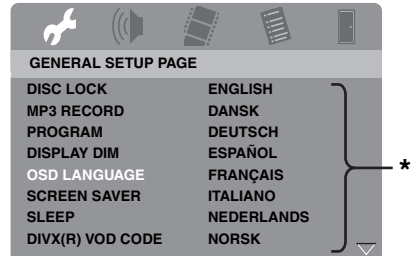 GENERAL SETUP PAGE
DISC LOCK ENGLISH
MP3 RECORD DANSK
PROGRAM DEUTSCH
DISPLAY DIM ESPAÑOL
OSD LANGUAGE FRANÇAIS *
SCREEN SAVER ITALIANO
SLEEP NEDERLANDS
DIVX(R) VOD CODE NORSK